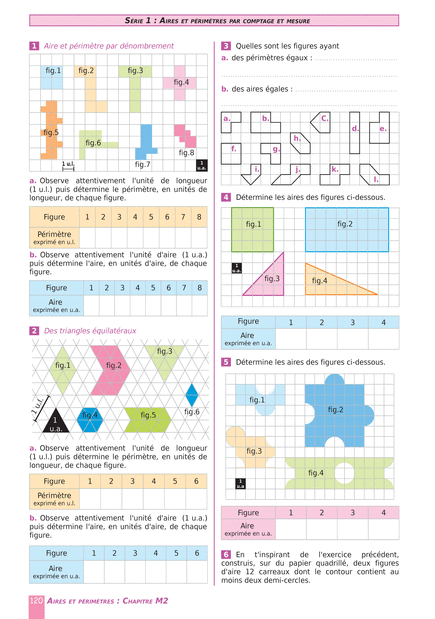 SÉRIE 1 : AIRES ET PÉRIMÈTRES PAR COMPTAGE ET MESURE
1 Aire et périmètre par dénombrement
fig.1 fig.2 fig.3 fig.4
fig.5 fig.6 fig.7 fig.8
1 u.l. 1 u.a.
a. Observe attentivement l'unité de longueur
(1 u.l.) puis détermine le périmètre, en unités de
longueur, de chaque figure.
Figure 1 2 3 4 5 6 7 8
Périmètre
exprimé en u.l.
b. Observe attentivement l'unité d'aire (1 u.a.)
puis détermine l'aire, en unités d'aire, de chaque
figure.
Figure 1 2 3 4 5 6 7 8
Aire
exprimée en u.a.
2 Des triangles équilatéraux
fig.1 fig.2 fig.3
1 u.l.
1 u.a. fig.4 fig.5 fig.6
a. Observe attentivement l'unité de longueur
(1 u.l.) puis détermine le périmètre, en unités de
longueur, de chaque figure.
Figure 1 2 3 4 5 6
Périmètre
exprimé en u.l.
b. Observe attentivement l'unité d'aire (1 u.a.)
puis détermine l'aire, en unités d'aire, de chaque
figure.
Figure 1 2 3 4 5 6
Aire
exprimée en u.a.
3 Quelles sont les figures ayant
a. des périmètres égaux :
b. des aires égales :
a. b. C. d. e.
f. g. h.
i. j. k. l.
4 Détermine les aires des figures ci-dessous.
fig.1 fig.2
1 u.a. fig.3 fig.4
Figure 1 2 3 4
Aire
exprimée en u.a.
5 Détermine les aires des figures ci-dessous.
fig.1 fig.2
fig.3
fig.4
1 u.a.
Figure 1 2 3 4
Aire
exprimée en u.a.
6 En t'inspirant de l'exercice précédent,
construis, sur du papier quadrillé, deux figures
d'aire 12 carreaux dont le contour contient au
moins deux demi-cercles.
120 AIRES ET PÉRIMÈTRES : CHAPITRE M2